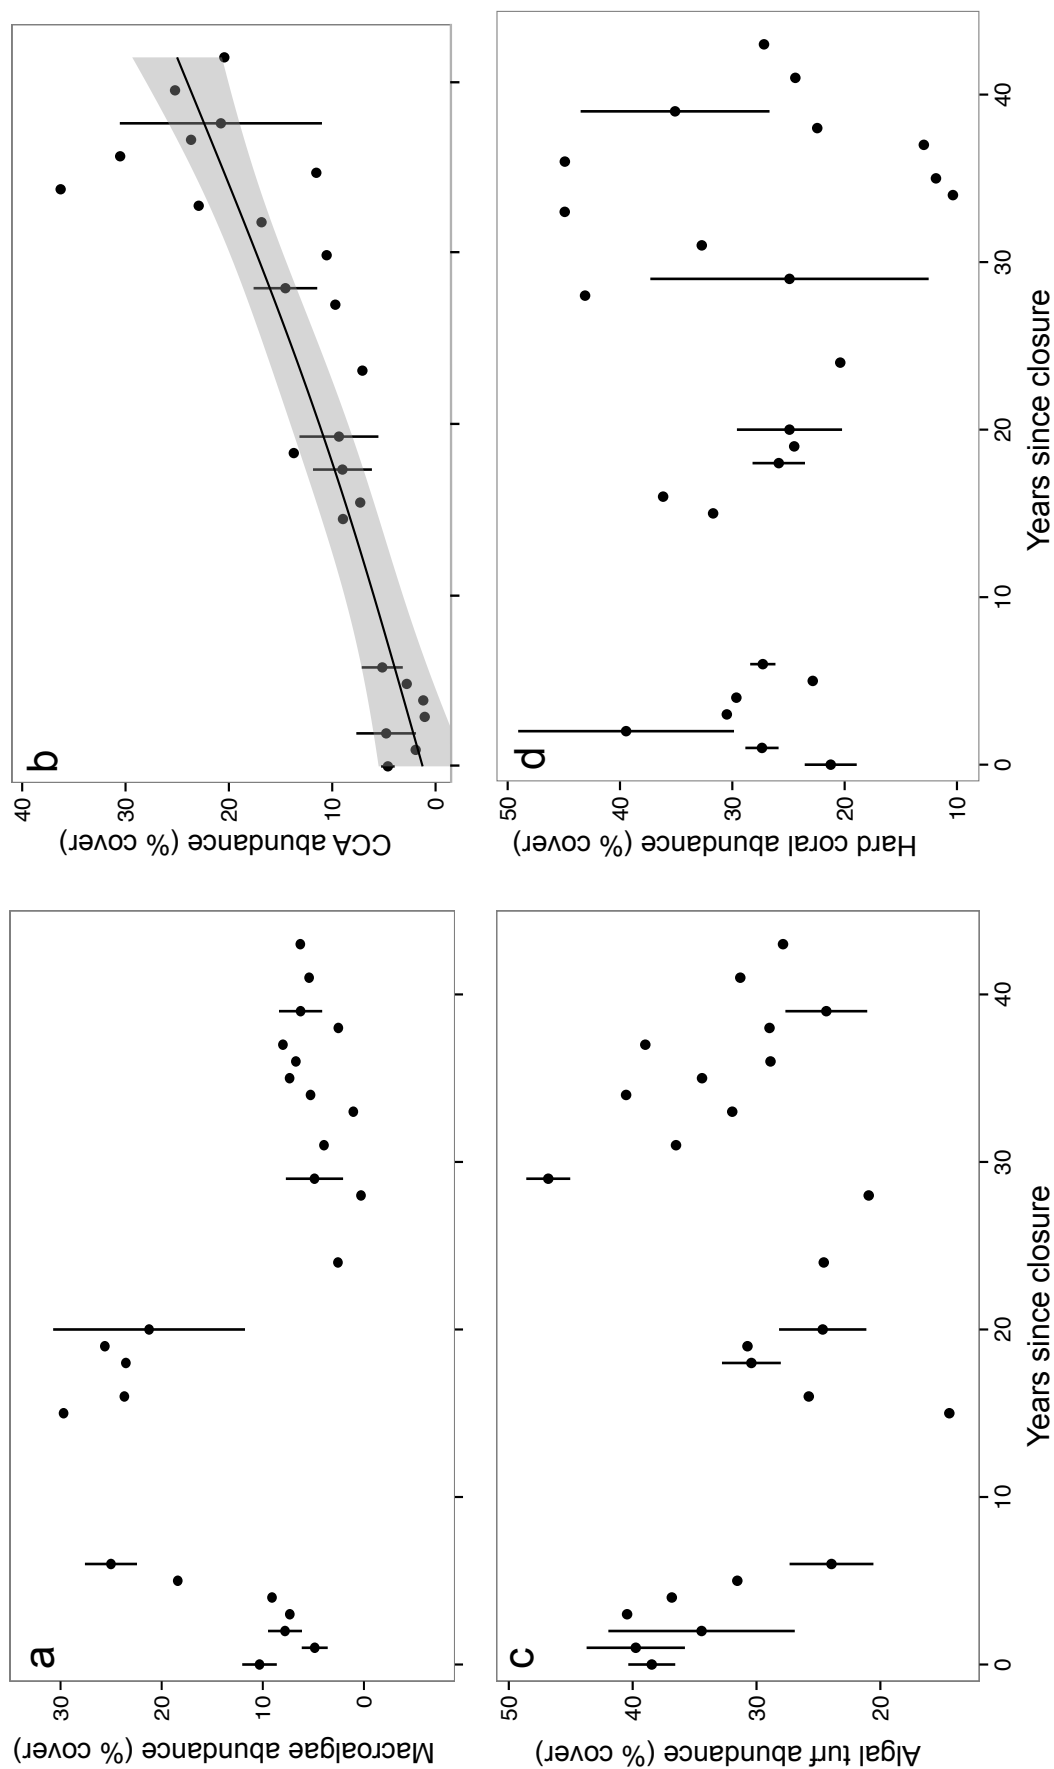 a
Macroalgae abundance (% cover)
30
20
10
0
b
CCA abundance (% cover)
40
30
20
10
0
c
Algal turf abundance (% cover)
50
40
30
20
0
10
20
30
40
Years since closure
d
Hard coral abundance (% cover)
50
40
30
20
10
0
10
20
30
40
Years since closure